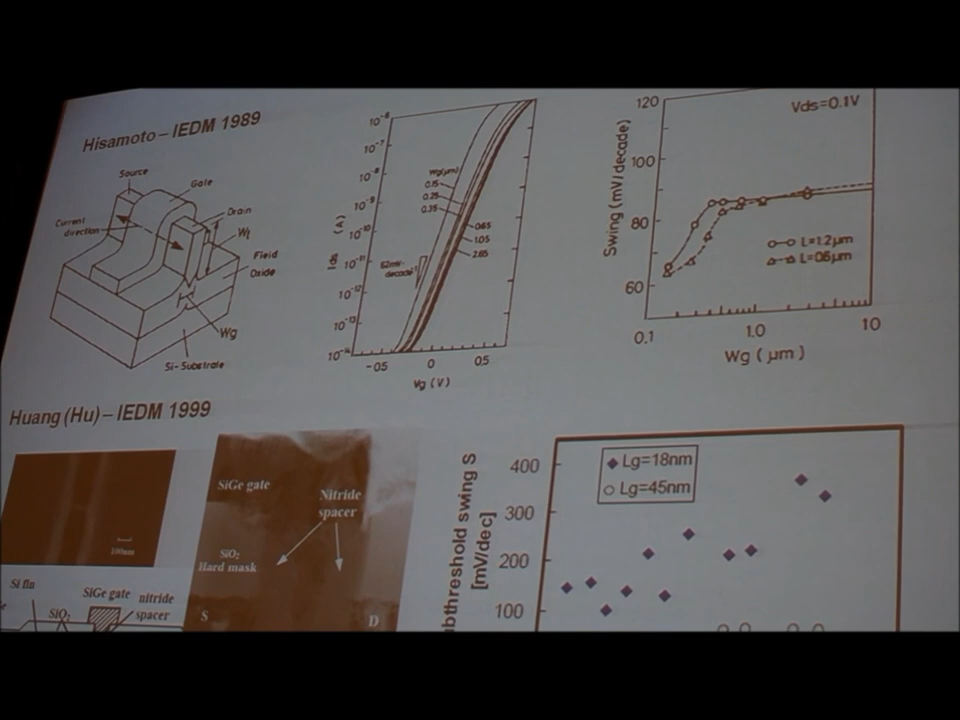 Hisamoto – IEDM 1989
Source
Gate
Current
direction
Drain
Wt
Field
Oxide
Wg
Si-Substrate
Ids (A)
10⁻⁶
10⁻⁷
10⁻⁸
10⁻⁹
10⁻¹⁰
10⁻¹¹
10⁻¹²
10⁻¹³
10⁻¹⁴
Wg(µm)
0.15
0.25
0.35
0.65
1.05
2.65
62mV-
decade⁻¹
-0.5 0 0.5
Vg (V)
Swing (mV/decade)
120
100
80
60
Vds=0.1V
L=1.2µm
L=0.6µm
0.1 1.0 10
Wg (µm)
Huang (Hu) – IEDM 1999
100nm
Si fin
SiGe gate
nitride
spacer
SiO₂
SiGe gate
Nitride
spacer
SiO₂
Hard mask
S
D
bthreshold swing S
[mV/dec]
400
300
200
100
Lg=18nm
Lg=45nm